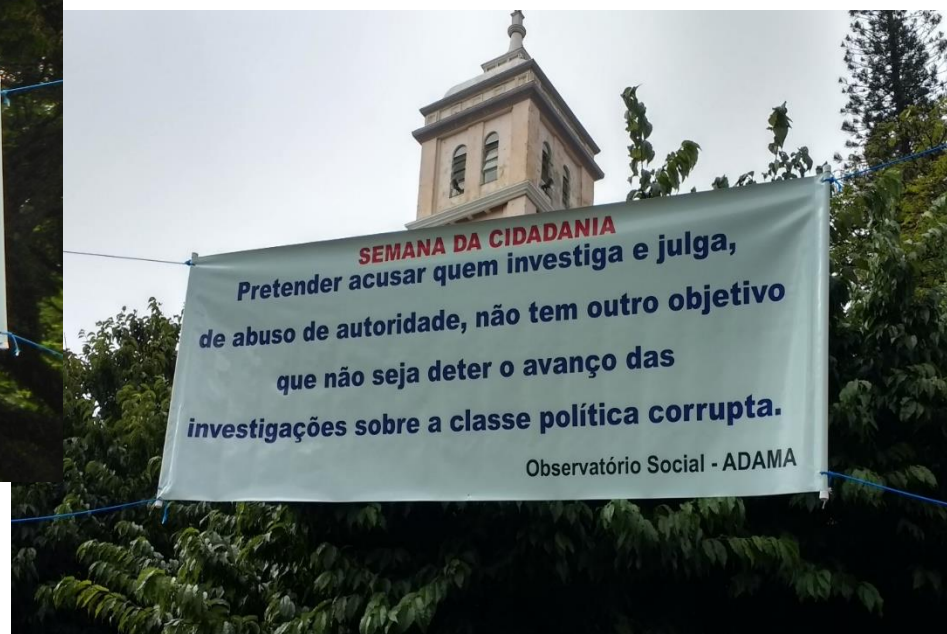 SEMANA DA CIDADANIA
Pretender acusar quem investiga e julga,
de abuso de autoridade, não tem outro objetivo
que não seja deter o avanço das
investigações sobre a classe política corrupta.
Observatório Social - ADAMA